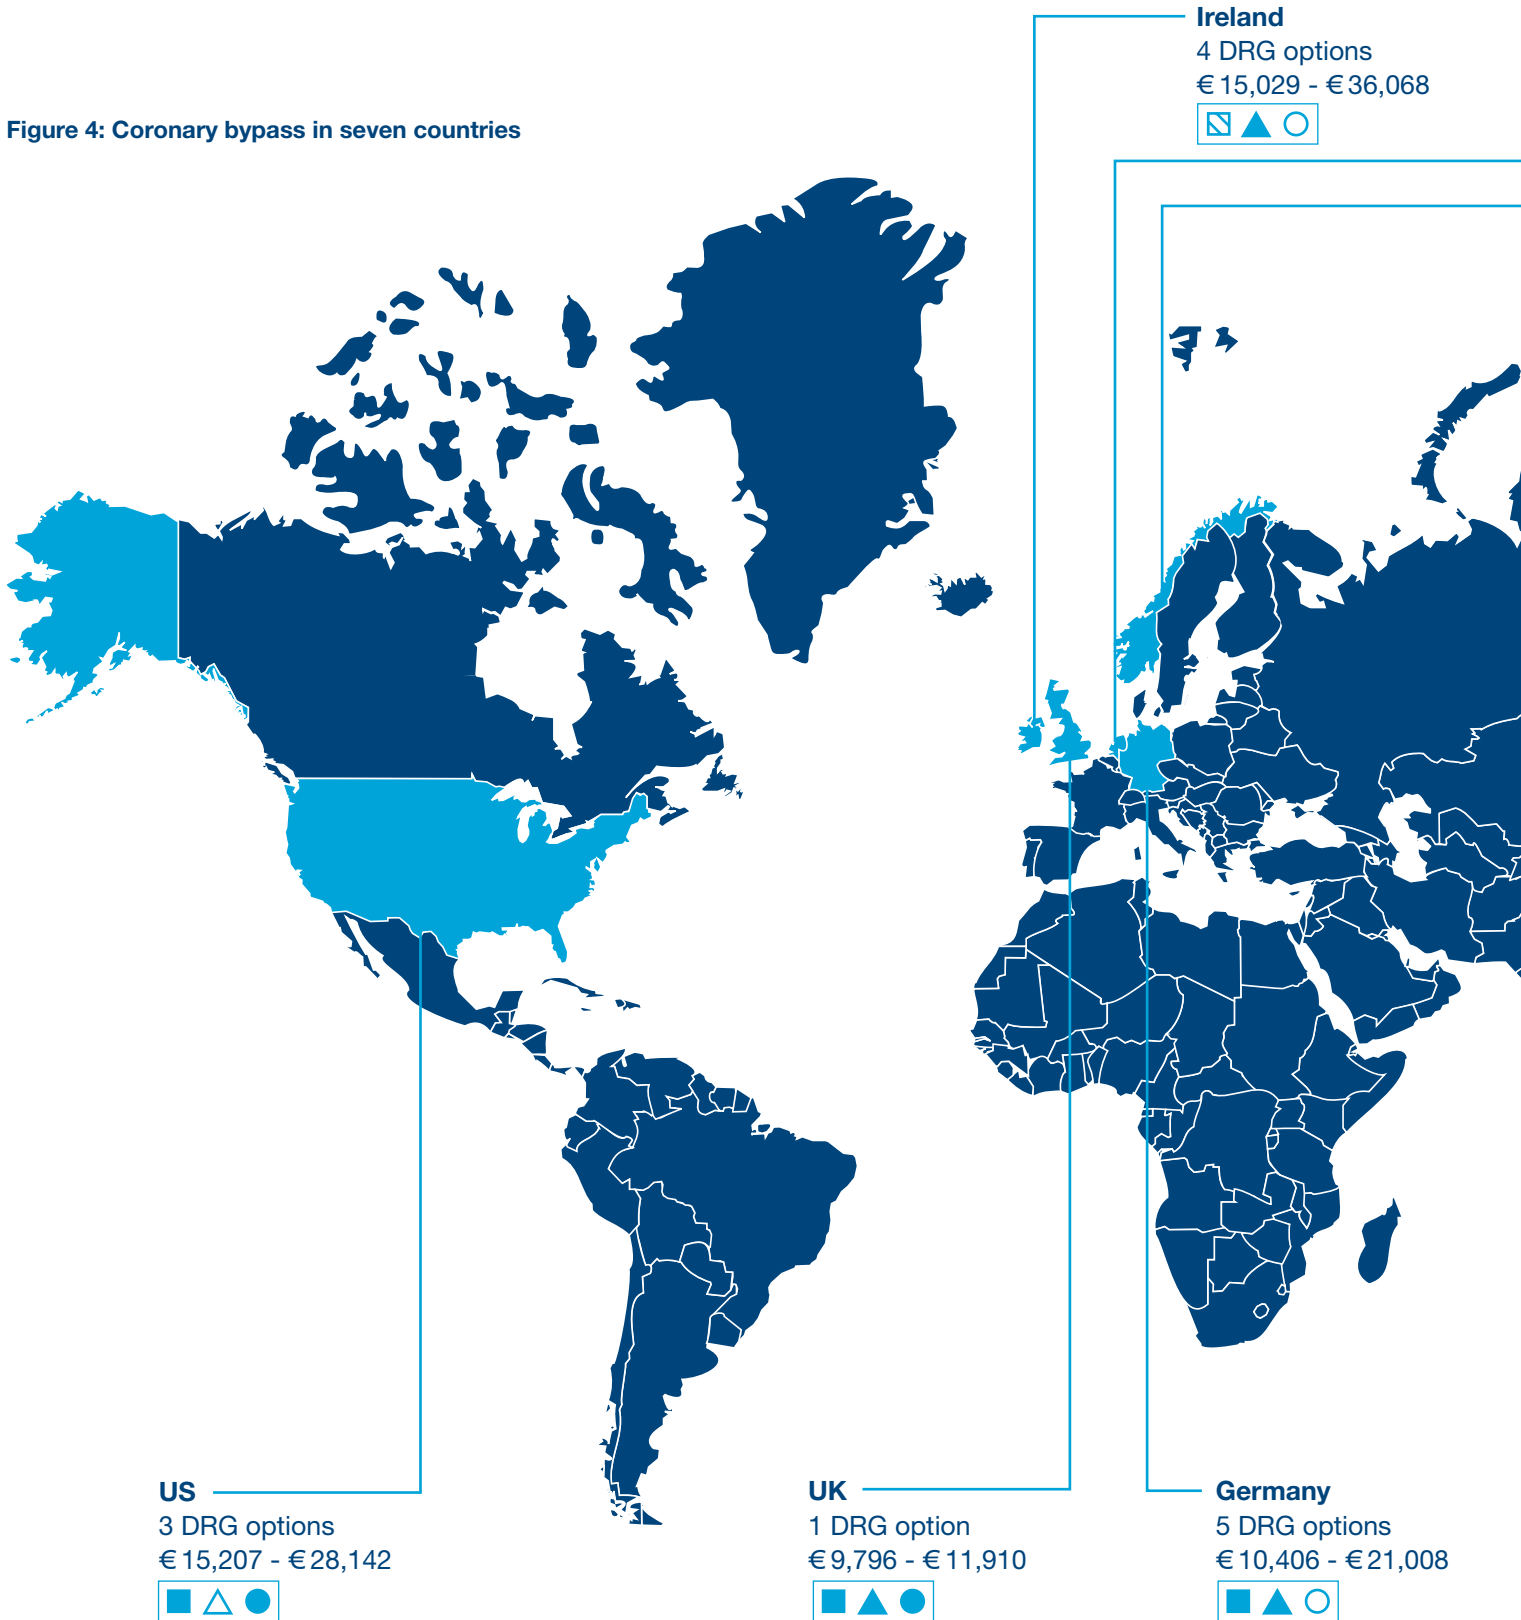 Ireland
4 DRG options
€ 15,029 - € 36,068
Figure 4: Coronary bypass in seven countries
US
3 DRG options
€ 15,207 - € 28,142
UK
1 DRG option
€ 9,796 - € 11,910
Germany
5 DRG options
€ 10,406 - € 21,008